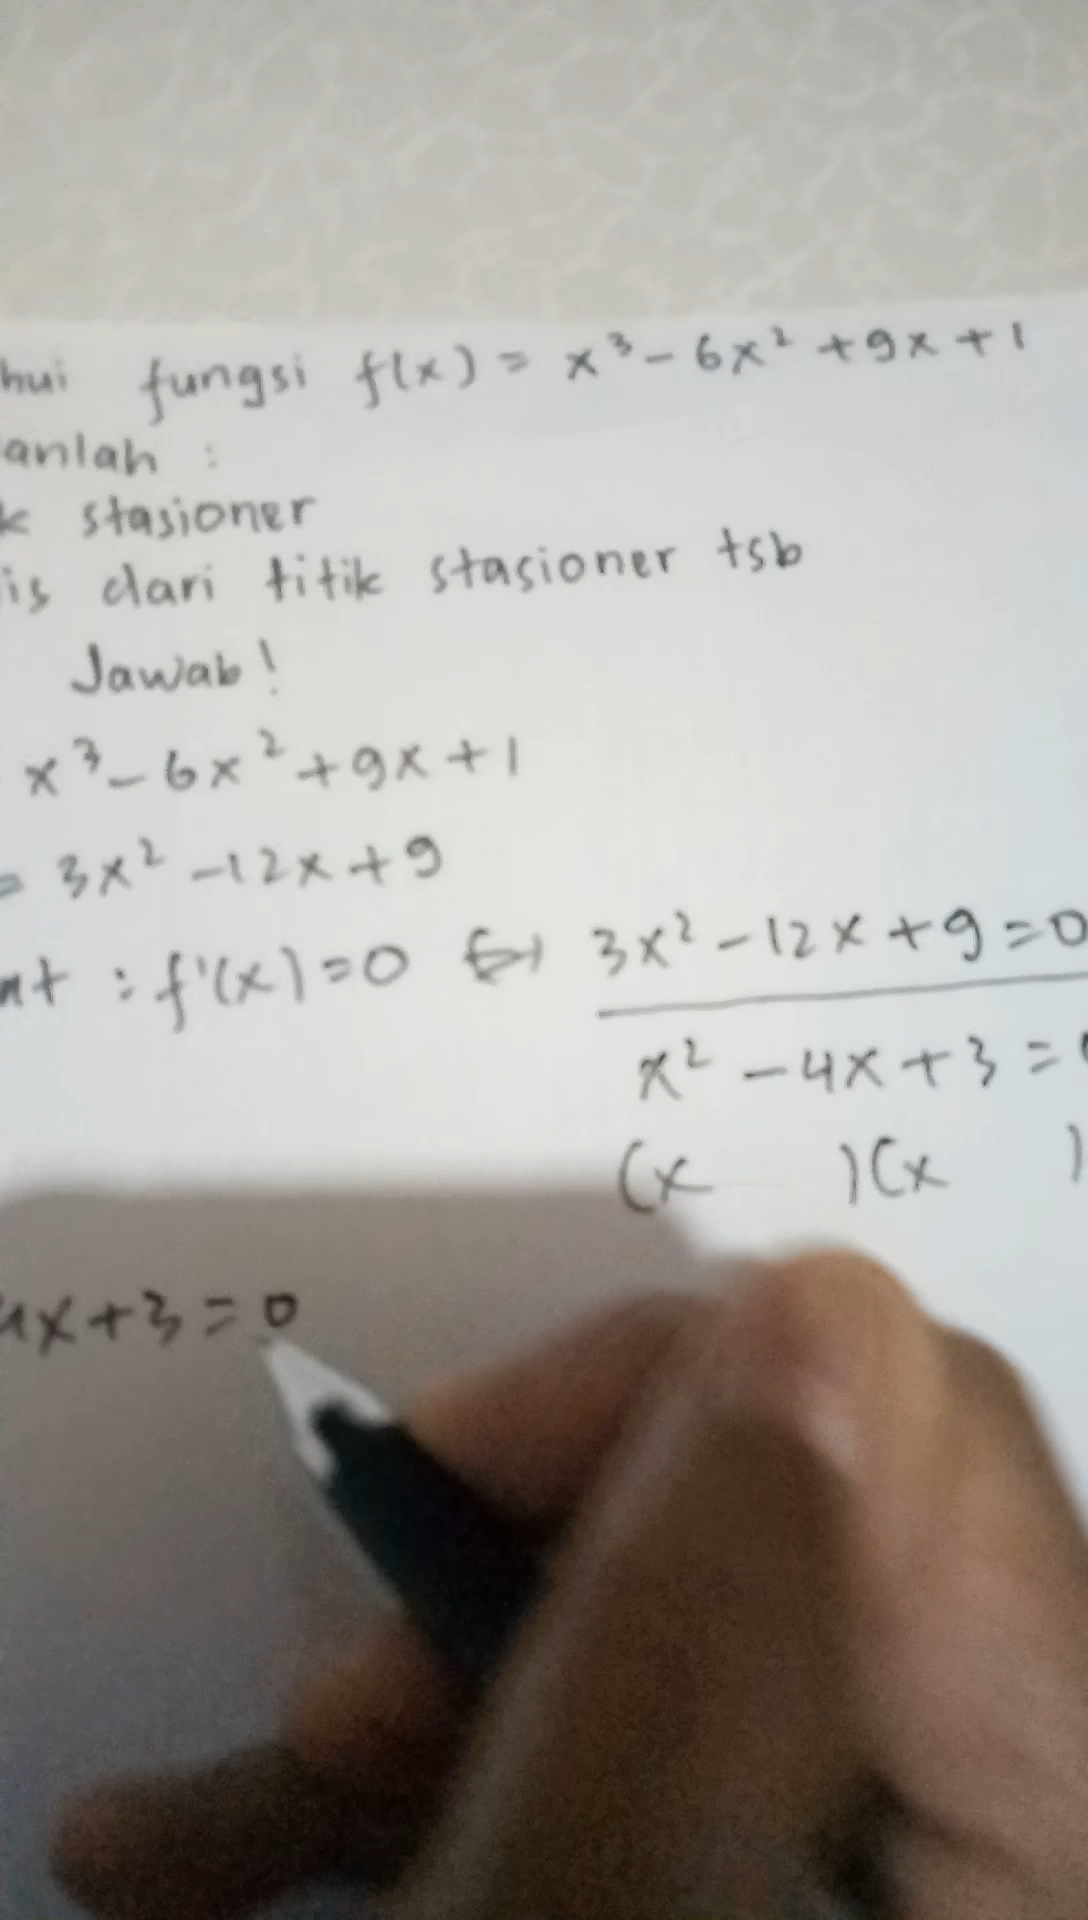 hui fungsi f(x) = x³ - 6x² + 9x + 1
anlah :
k stasioner
is dari titik stasioner tsb
Jawab!
x³ - 6x² + 9x + 1
= 3x² - 12x + 9
nt : f'(x) = 0 ⇔ 3x² - 12x + 9 = 0
x² - 4x + 3 = 0
(x )(x )
4x + 3 = 0